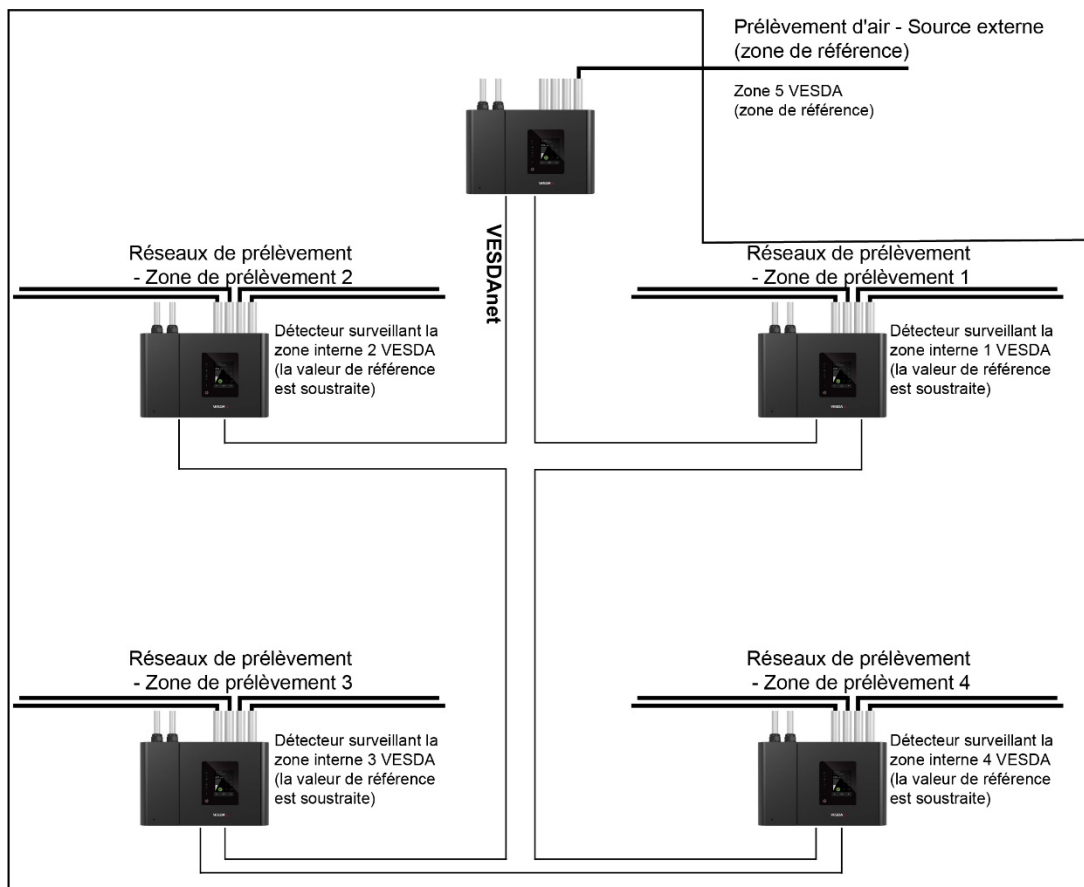 Prélèvement d'air - Source externe
(zone de référence)
Zone 5 VESDA
(zone de référence)
VESDAnet
Réseaux de prélèvement
- Zone de prélèvement 2
Détecteur surveillant la
zone interne 2 VESDA
(la valeur de référence
est soustraite)
Réseaux de prélèvement
- Zone de prélèvement 1
Détecteur surveillant la
zone interne 1 VESDA
(la valeur de référence
est soustraite)
Réseaux de prélèvement
- Zone de prélèvement 3
Détecteur surveillant la
zone interne 3 VESDA
(la valeur de référence
est soustraite)
Réseaux de prélèvement
- Zone de prélèvement 4
Détecteur surveillant la
zone interne 4 VESDA
(la valeur de référence
est soustraite)